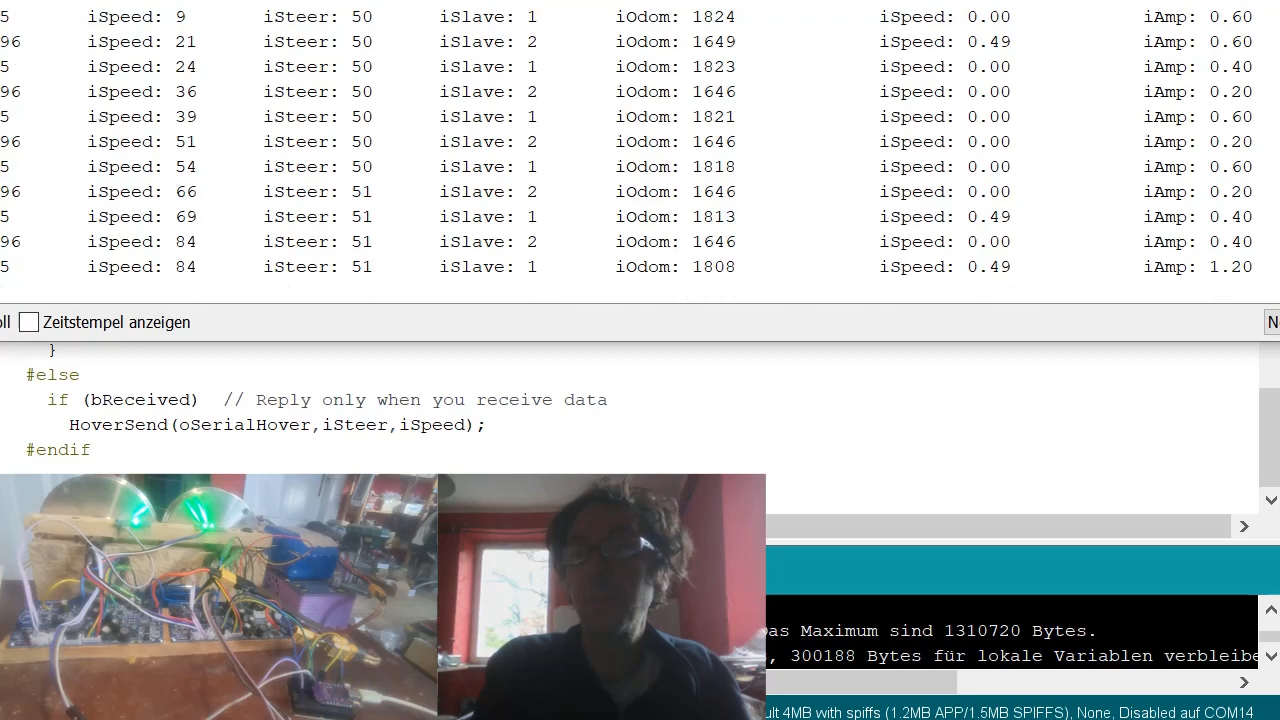 5 iSpeed: 9 iSteer: 50 iSlave: 1 iOdom: 1824 iSpeed: 0.00 iAmp: 0.60
96 iSpeed: 21 iSteer: 50 iSlave: 2 iOdom: 1649 iSpeed: 0.49 iAmp: 0.60
5 iSpeed: 24 iSteer: 50 iSlave: 1 iOdom: 1823 iSpeed: 0.00 iAmp: 0.40
96 iSpeed: 36 iSteer: 50 iSlave: 2 iOdom: 1646 iSpeed: 0.00 iAmp: 0.20
5 iSpeed: 39 iSteer: 50 iSlave: 1 iOdom: 1821 iSpeed: 0.00 iAmp: 0.60
96 iSpeed: 51 iSteer: 50 iSlave: 2 iOdom: 1646 iSpeed: 0.00 iAmp: 0.20
5 iSpeed: 54 iSteer: 50 iSlave: 1 iOdom: 1818 iSpeed: 0.00 iAmp: 0.60
96 iSpeed: 66 iSteer: 51 iSlave: 2 iOdom: 1646 iSpeed: 0.00 iAmp: 0.20
5 iSpeed: 69 iSteer: 51 iSlave: 1 iOdom: 1813 iSpeed: 0.49 iAmp: 0.40
96 iSpeed: 84 iSteer: 51 iSlave: 2 iOdom: 1646 iSpeed: 0.00 iAmp: 0.40
5 iSpeed: 84 iSteer: 51 iSlave: 1 iOdom: 1808 iSpeed: 0.49 iAmp: 1.20
oll Zeitstempel anzeigen N
}
#else
if (bReceived) // Reply only when you receive data
HoverSend(oSerialHover,iSteer,iSpeed);
#endif
as Maximum sind 1310720 Bytes.
, 300188 Bytes für lokale Variablen verbleibe
ult 4MB with spiffs (1.2MB APP/1.5MB SPIFFS), None, Disabled auf COM14